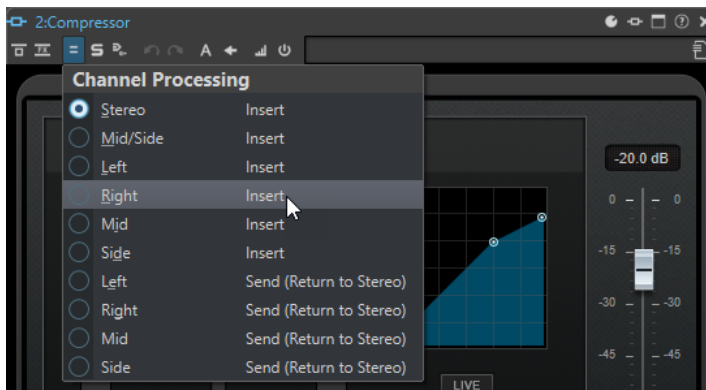 2:Compressor
FX
S
A
Channel Processing
Stereo Insert
Mid/Side Insert
Left Insert
Right Insert
Mid Insert
Side Insert
Left Send (Return to Stereo)
Right Send (Return to Stereo)
Mid Send (Return to Stereo)
Side Send (Return to Stereo)
-20.0 dB
0 0
-15 -15
-30 -30
-45 -45
LIVE